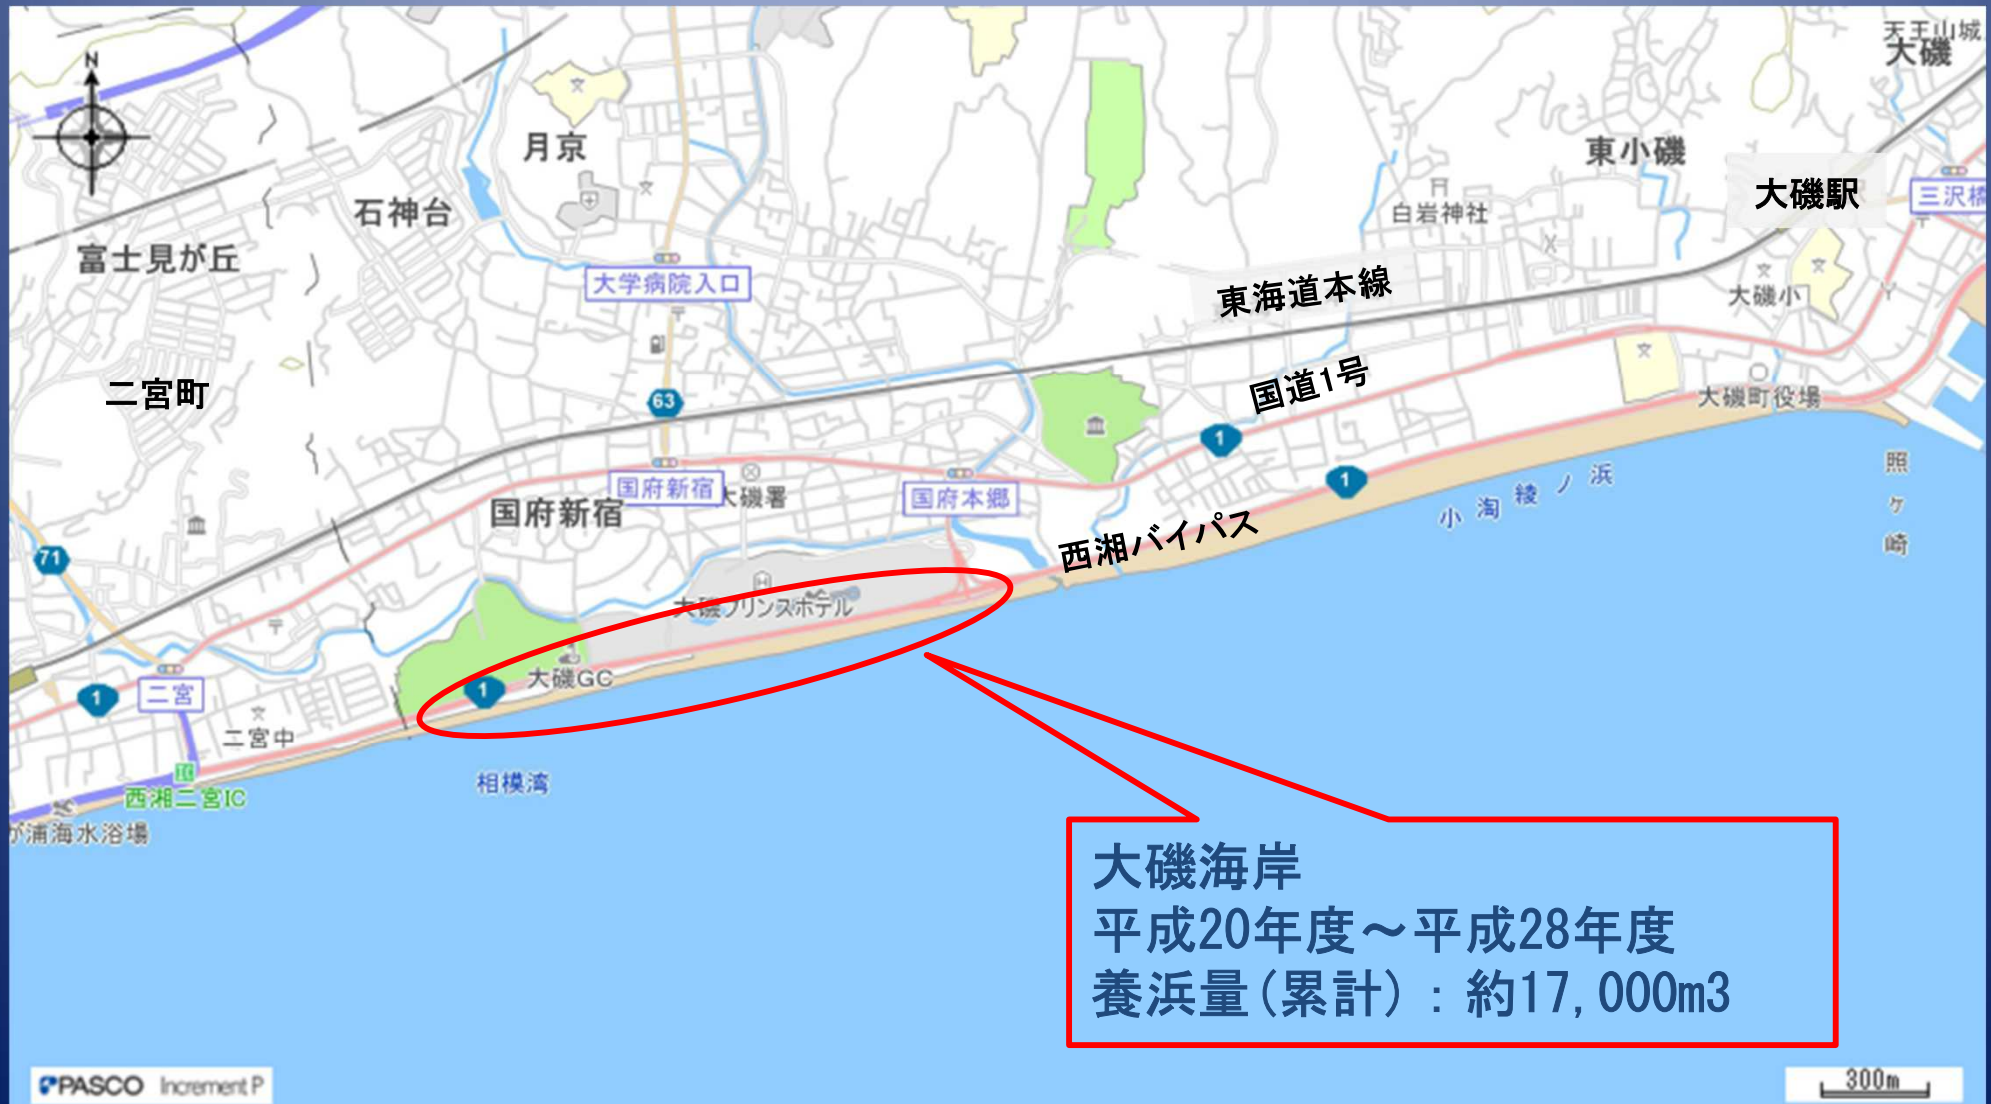 天王山城
大磯
N
月京
東小磯
大磯駅
三沢橋
石神台
白岩神社
富士見が丘
大学病院入口
東海道本線
大磯小
二宮町
63
国道1号
大磯町役場
1
照ヶ崎
国府新宿
大磯署
国府本郷
1
小淘綾ノ浜
国府新宿
71
西湘バイパス
大磯プリンスホテル
大磯GC
1
1
二宮
二宮中
相模湾
IC
西湘二宮IC
が浦海水浴場
大磯海岸
平成20年度～平成28年度
養浜量(累計)：約17,000m3
PASCO Increment P
300m